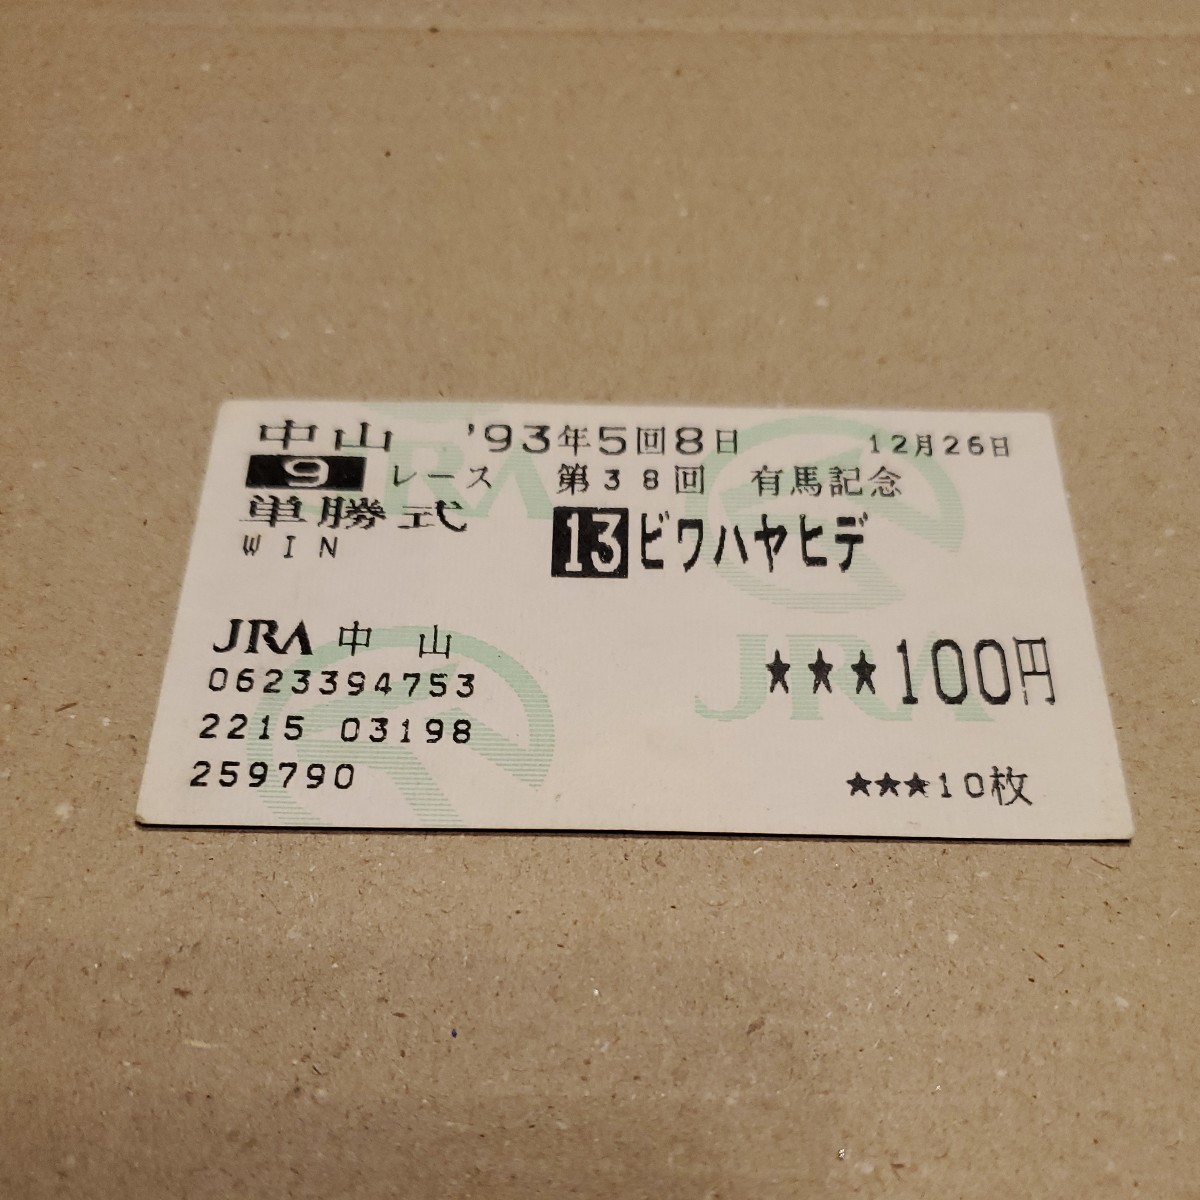 中山 '93年5回8日 12月26日
9 レース 第38回 有馬記念
単勝式 13 ビワハヤヒデ
WIN
JRA 中 山
0623394753 ★★★100円
2215 03198
259790 ★★★10枚
JRA
JRA